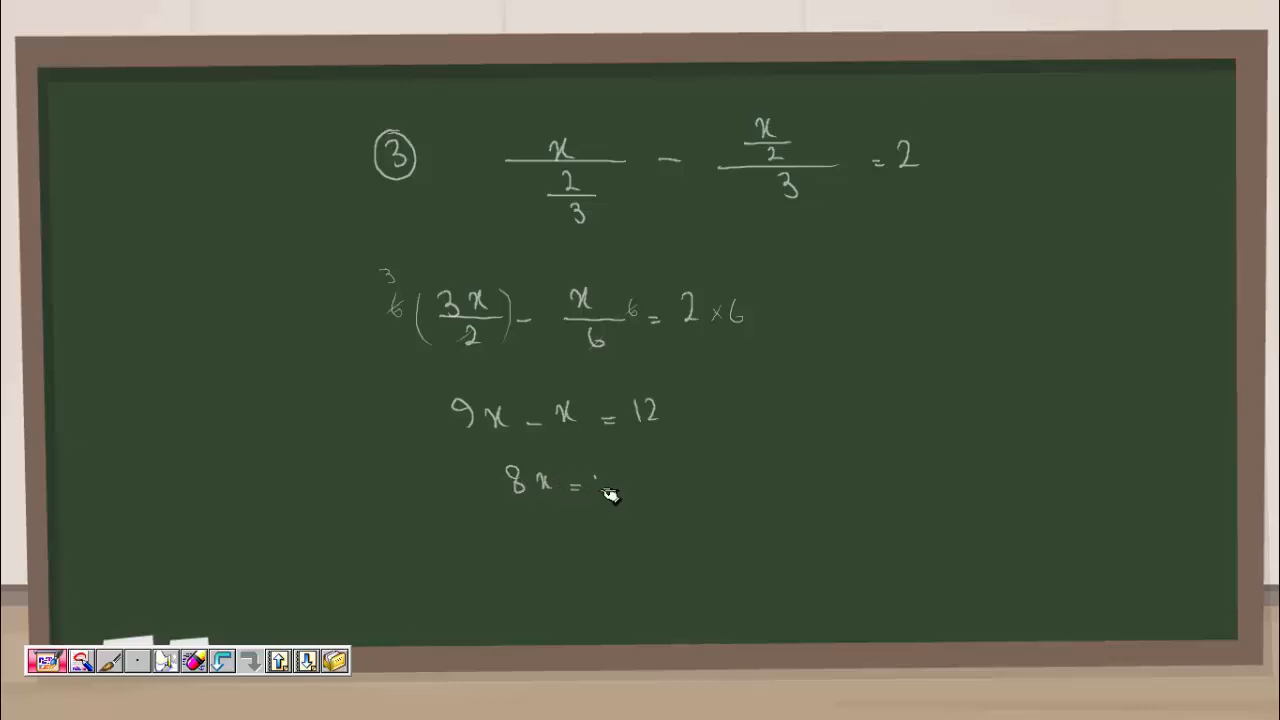 ③ x/(2/3) - (x/2)/3 = 2
3 6 (3x/2) - x/6 6 = 2 × 6
9x - x = 12
8x =